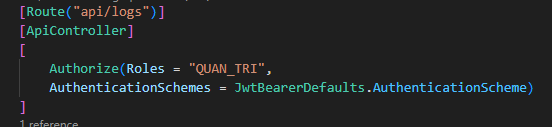 [Route("api/logs")]
[ApiController]
[
Authorize(Roles = "QUAN_TRI",
AuthenticationSchemes = JwtBearerDefaults.AuthenticationScheme)
]
1 reference